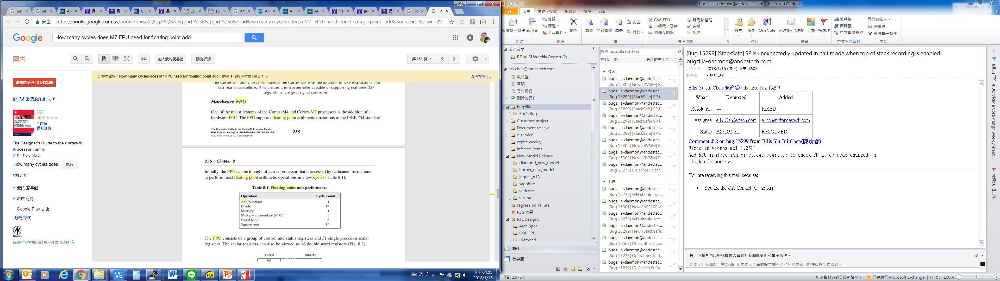 An
Arc
An
晶
晶
Ou
晶
15
15
arr
Arr
AR
AR
Ya
飲
提
Ho
Th
Eric
安全
https://books.google.com.tw/books?id=su8QCgAAQBAJ&pg=PA256&lpg=PA256&dq=How+many+cycles+does+M7+FPU+need+for+floating+point+add&source=bl&ots=Iq2V...
Google
How many cycles does M7 FPU need for floating point add
圖書
加入我的圖書館
撰寫評論
第 256 頁
此書中關於「How many cycles does M7 FPU need for floating point add」的第 1 個搜尋結果 (總共 1 個)
清除搜尋
購買電子書 - $1,433.00
取得本書籍的印刷本 ▼
G+
1 評論
撰寫評論
The Designer's Guide to the Cortex-M Processor Family
作者：Trevor Martin
How many cycles does
執行
關於此書
我的圖書館
我的紀錄
Google Play 圖書
服務條款
Newnes
經過Newnes的准許顯示頁面. 版權所有.
The Cortex-M4 and Cortex-M7 extends the Cortex-M3 with the addition of DSP instructions and
fast maths capabilities. This creates a microcontroller capable of supporting real-time DSP
algorithms, a digital signal controller.
Hardware FPU
One of the major features of the Cortex-M4 and Cortex-M7 processors is the addition of a
hardware FPU. The FPU supports floating point arithmetic operations to the IEEE 754 standard.
The Designer's Guide to the Cortex-M Processor Family.
DOI: http://dx.doi.org/10.1016/B978-0-08-100629-0.00018-9
© 2016 Elsevier Ltd. All rights reserved.
255
256 Chapter 8
Initially, the FPU can be thought of as a coprocessor that is accessed by dedicated instructions
to perform most floating point arithmetic operations in a few cycles (Table 8.1).
Table 8.1: Floating point unit performance
Operation Cycle Count
Add/Subtract 1
Divide 14
Multiply 1
Multiply accumulate (MAC) 3
Fused MAC 3
Square root 14
The FPU consists of a group of control and status registers and 31 single precision scalar
registers. The scalar registers can also be viewed as 16 double word registers (Fig. 8.2).
S0-S31 D0-D15
S0
下午 04:05
2018/1/15
bugzilla - ericchen@andestech.com - Microsoft Outlook
檔案
常用
傳送 / 接收
資料夾
檢視
ESET
新增電子郵件
新項目
新增
略過
清理
垃圾郵件
刪除
刪除
回覆
全部回覆
轉寄
會議
其他
回覆
GW_FPU
小組電子郵件
回覆及刪除
轉寄給經理
完成
新建
快速步驟
移動
規則
OneNote
移動
未讀取/已讀取
分類
待處理
標籤
繁轉簡
簡轉繁
中文繁簡轉換
中文繁簡轉換
尋找連絡人
通訊錄
篩選電子郵件
尋找
我的最愛
RD VLSI Weekly Report (2)
ericchen@andestech.com
收件匣
草稿
寄件備份
刪除的郵件
bugzilla
Eric's Bug
Customer project
Document review
e-service
expire weekly
Infected Items
New Model Release
diamond_new_model
hornet_new_model
jaguar_n13
sapphire
vericore
vicuna
regression_failure
RSS 摘要
RTL designs
Arch Spec
COP FPU
Diamond
郵件
行事曆
項目: 2,975
搜尋 bugzilla (Ctrl+E)
排列: 日期
最新的在上面
今天
bugzilla-daemon@andestec...
[Bug 15309] New: [RVSIM] R...
bugzilla-daemon@andestec...
[Bug 15299] [StackSafe] SP i...
bugzilla-daemon@andestec...
[Bug 15299] [StackSafe] SP i...
bugzilla-daemon@andestec...
[Bug 15299] [StackSafe] SP i...
bugzilla-daemon@andestec...
[Bug 15299] [StackSafe] SP i...
bugzilla-daemon@andestec...
[Bug 15305] New: [RVSIM] R...
bugzilla-daemon@andestec...
[Bug 15303] New: [RVSIM] E...
bugzilla-daemon@andestec...
[Bug 15275] [I-Cache] I-Cach...
上週
bugzilla-daemon@andestec...
[Bug 15276] WFI should acts...
bugzilla-daemon@andestec...
[Bug 15301] New: [AE210P V...
bugzilla-daemon@andestec...
[Bug 15276] WFI should acts...
bugzilla-daemon@andestec...
[Bug 15299] New: [StackSafe...
bugzilla-daemon@andestec...
[Bug 10563] DC synthesis iss...
bugzilla-daemon@andestec...
[Bug 15278] Operations in d...
bugzilla-daemon@andestec...
[Bug 15232] [D-Cache] D-Ca...
[Bug 15299] [StackSafe] SP is unexpectedly updated in halt mode when top of stack recording is enabled
bugzilla-daemon@andestech.com
寄件日期: 2018/1/15 (週一) 下午 02:03
收件者: vicuna_rtl
Ellis Yu-Jui Chen(陳俞睿) changed bug 15299
What Removed Added
Resolution --- FIXED
Assignee ellis@andestech.com ericchen@andestech.com
Status ASSIGNED RESOLVED
Comment # 2 on bug 15299 from Ellis Yu-Jui Chen(陳俞睿)
Fixed in vicuna.mdl 1.3581
Add MDU instrcution privilege register to check SP after mode changed in
stacksafe_mon.sv.
You are receiving this mail because:
• You are the QA Contact for the bug.
按一下相片可以檢視這位人員的社交網路更新和電子郵件。
連線至社交網路，在 Outlook 中顯示同事的設定檔相片和活動更新。請按這裡新增網路。
所有資料夾都是最新資料。
已連線至 Microsoft Exchange
100%
(週二) 下午 4:00: Vicuna Core design weekly meet...
今天: 0 個工作